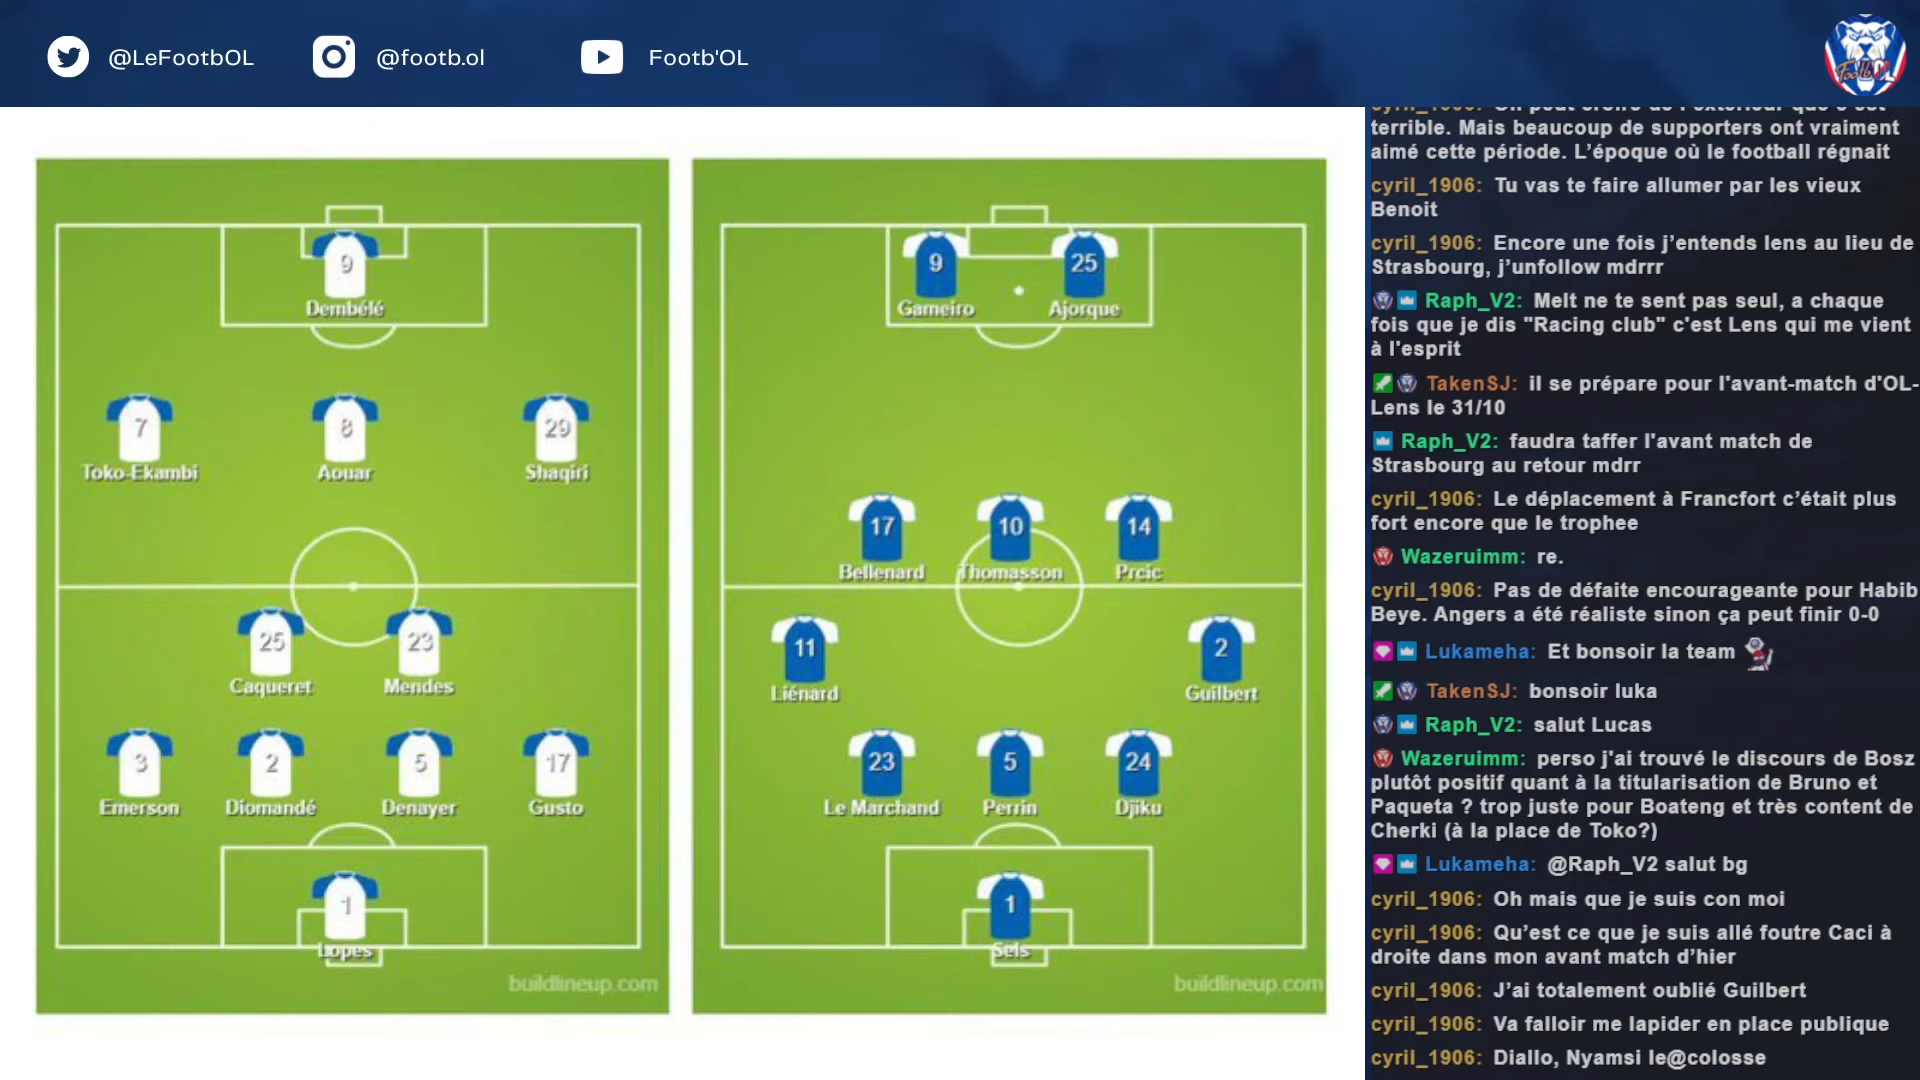 @LeFootbOL
@footb.ol
Footb'OL
9
Dembélé
7
8
29
Toko-Ekambi
Aouar
Shaqiri
25
23
Caqueret
Mendes
3
2
5
17
Emerson
Diomandé
Denayer
Gusto
1
Lopes
buildlineup.com
9
25
Gameiro
Ajorque
17
10
14
Bellenard
Thomasson
Prcic
11
2
Liénard
Guilbert
23
5
24
Le Marchand
Perrin
Djiku
1
Sels
buildlineup.com
terrible. Mais beaucoup de supporters ont vraiment
aimé cette période. L’époque où le football régnait
cyril_1906: Tu vas te faire allumer par les vieux
Benoit
cyril_1906: Encore une fois j’entends lens au lieu de
Strasbourg, j’unfollow mdrrr
Raph_V2: Melt ne te sent pas seul, a chaque
fois que je dis "Racing club" c'est Lens qui me vient
à l'esprit
TakenSJ: il se prépare pour l'avant-match d'OL-
Lens le 31/10
Raph_V2: faudra taffer l'avant match de
Strasbourg au retour mdrr
cyril_1906: Le déplacement à Francfort c’était plus
fort encore que le trophee
Wazeruimm: re.
cyril_1906: Pas de défaite encourageante pour Habib
Beye. Angers a été réaliste sinon ça peut finir 0-0
Lukameha: Et bonsoir la team
TakenSJ: bonsoir luka
Raph_V2: salut Lucas
Wazeruimm: perso j'ai trouvé le discours de Bosz
plutôt positif quant à la titularisation de Bruno et
Paqueta ? trop juste pour Boateng et très content de
Cherki (à la place de Toko?)
Lukameha: @Raph_V2 salut bg
cyril_1906: Oh mais que je suis con moi
cyril_1906: Qu’est ce que je suis allé foutre Caci à
droite dans mon avant match d’hier
cyril_1906: J’ai totalement oublié Guilbert
cyril_1906: Va falloir me lapider en place publique
cyril_1906: Diallo, Nyamsi le@colosse